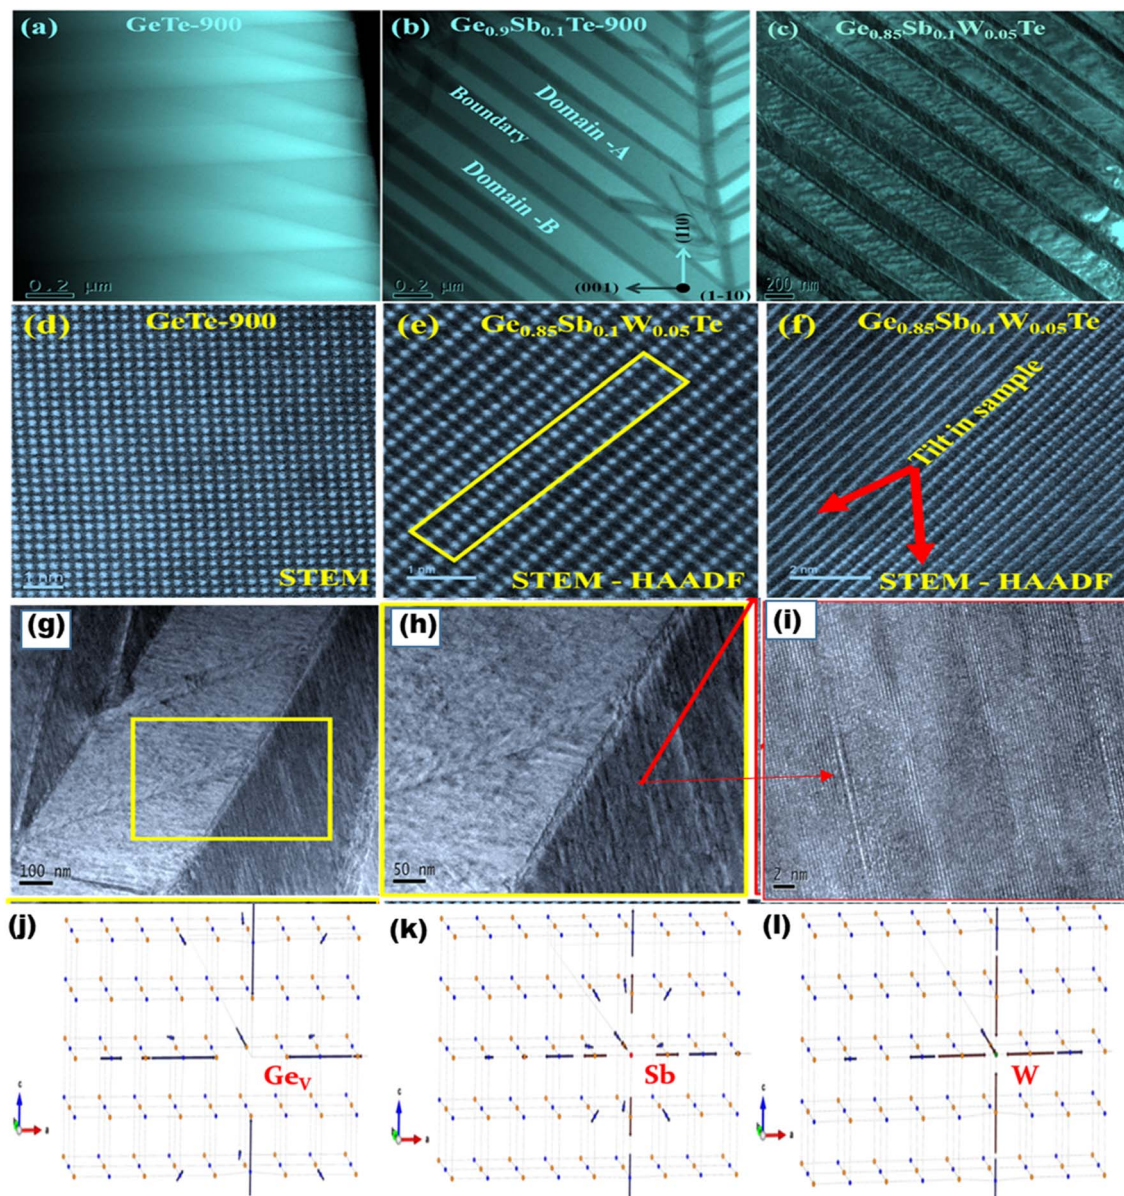 (a) GeTe-900
0.2 μm
(b) Ge₀.₉Sb₀.₁Te-900
Domain -A
Boundary
Domain -B
(110)
(001)
(1-10)
0.2 μm
(c) Ge₀.₈₅Sb₀.₁W₀.₀₅Te
200 nm
(d) GeTe-900
STEM
(e) Ge₀.₈₅Sb₀.₁W₀.₀₅Te
1 nm
STEM - HAADF
(f) Ge₀.₈₅Sb₀.₁W₀.₀₅Te
Tilt in sample
2 nm
STEM - HAADF
(g)
100 nm
(h)
50 nm
(i)
2 nm
(j)
Ge_V
c
a
(k)
Sb
c
a
(l)
W
c
a